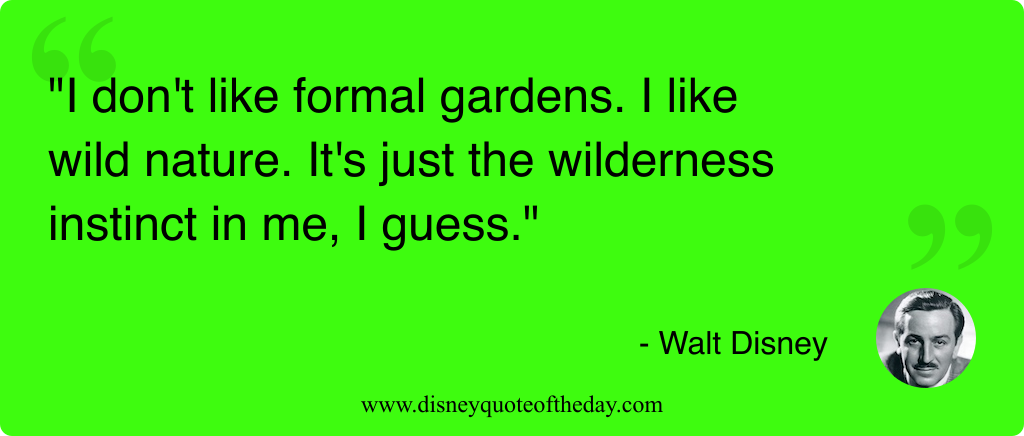 "I don't like formal gardens. I like
wild nature. It's just the wilderness
instinct in me, I guess."
- Walt Disney
www.disneyquoteoftheday.com